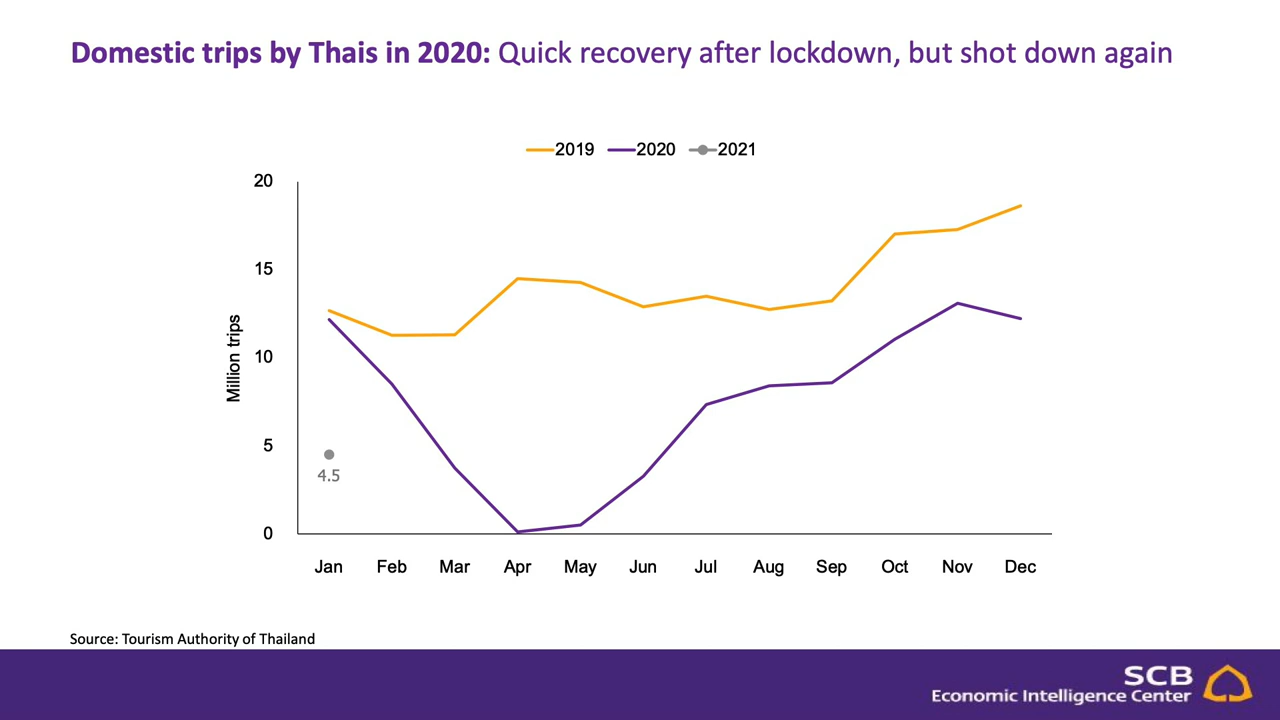 Domestic trips by Thais in 2020: Quick recovery after lockdown, but shot down again
2019 2020 2021
20
15
10
5
0
Million trips
4.5
Jan Feb Mar Apr May Jun Jul Aug Sep Oct Nov Dec
Source: Tourism Authority of Thailand
SCB
Economic Intelligence Center